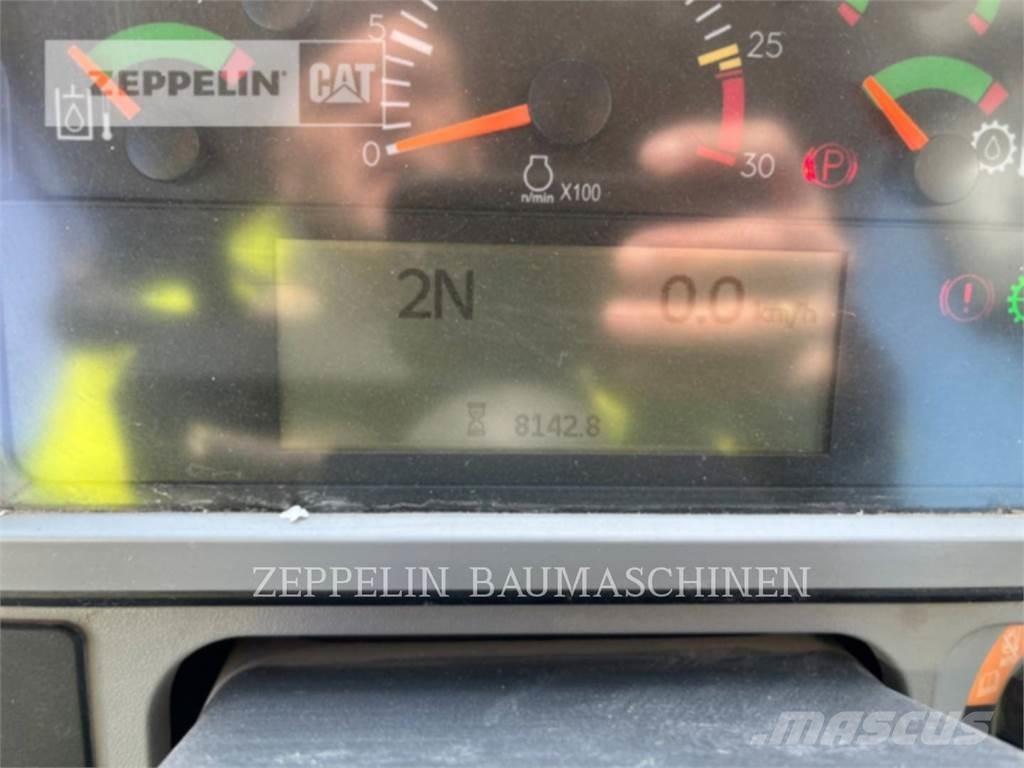 5
25
ZEPPELIN® CAT
0
30
P
n/min X100
2N 0.0 km/h
!
8142.8
ZEPPELIN BAUMASCHINEN
MASCUS